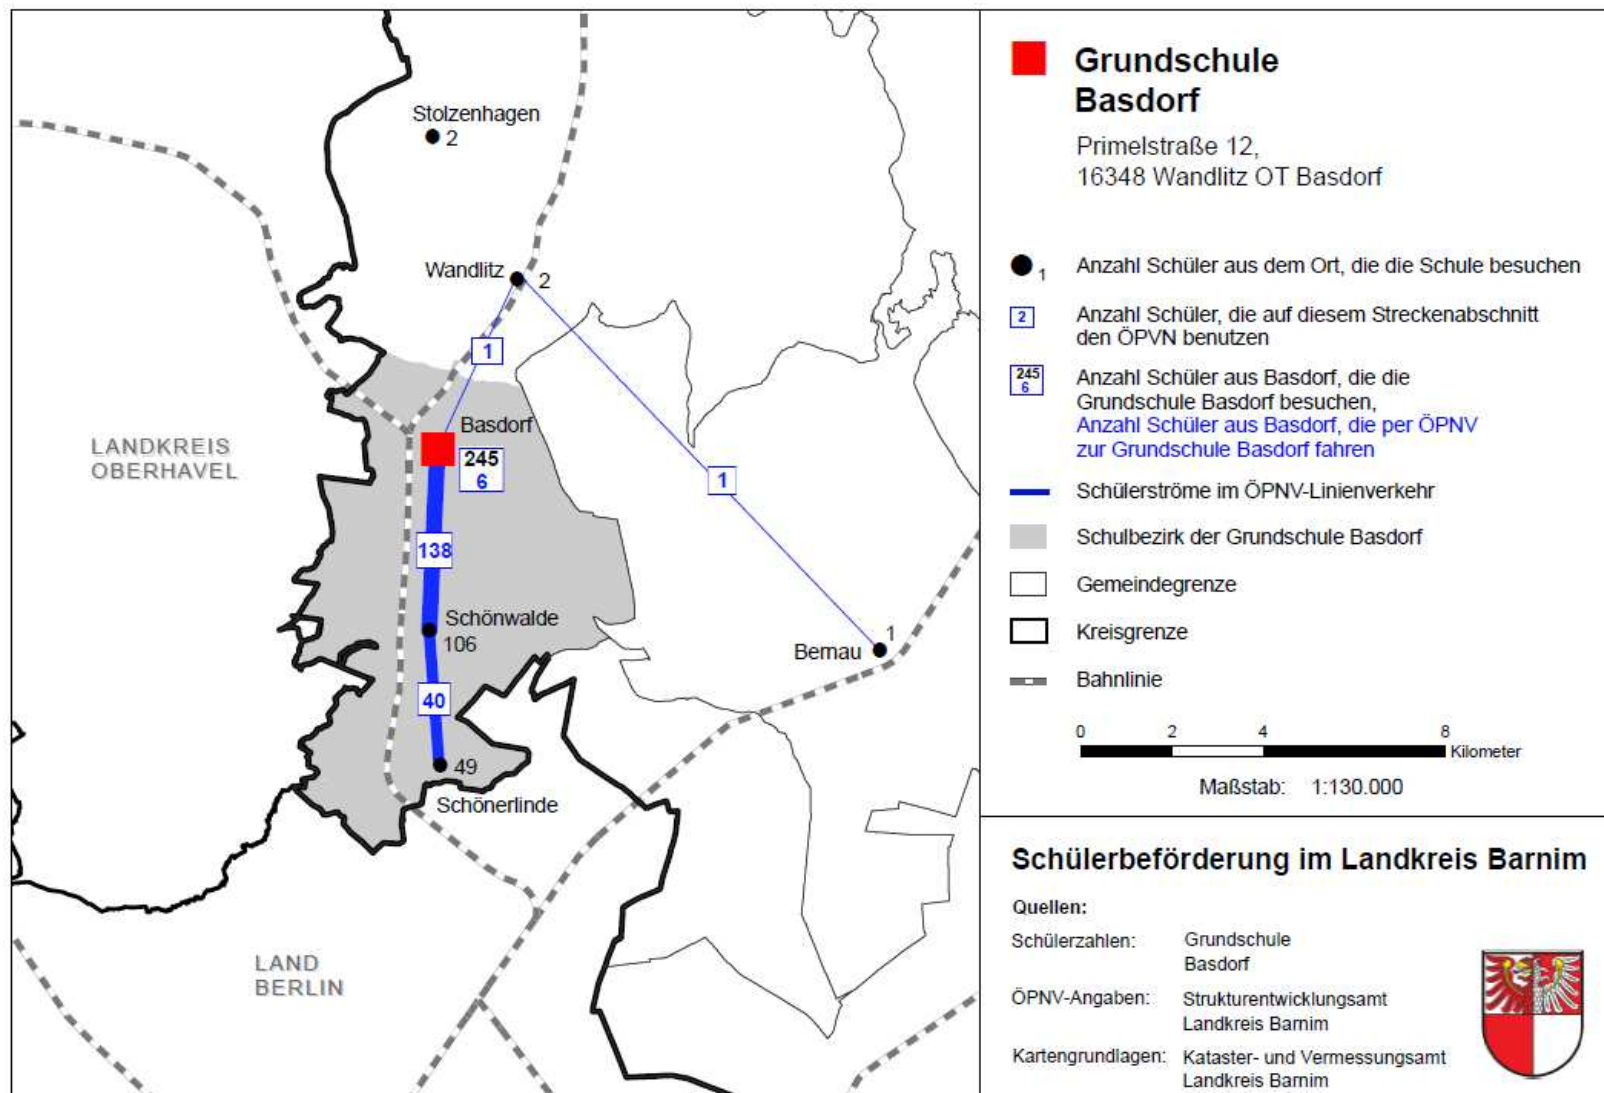 Stolzenhagen
2
Wandlitz
2
1
Basdorf
245
6
LANDKREIS
OBERHAVEL
1
138
Schönwalde
106
1
Bernau
40
49
Schönerlinde
LAND
BERLIN
Grundschule
Basdorf
Primelstraße 12,
16348 Wandlitz OT Basdorf
1 Anzahl Schüler aus dem Ort, die die Schule besuchen
2 Anzahl Schüler, die auf diesem Streckenabschnitt
den ÖPVN benutzen
245 Anzahl Schüler aus Basdorf, die die
6 Grundschule Basdorf besuchen,
Anzahl Schüler aus Basdorf, die per ÖPNV
zur Grundschule Basdorf fahren
Schülerströme im ÖPNV-Linienverkehr
Schulbezirk der Grundschule Basdorf
Gemeindegrenze
Kreisgrenze
Bahnlinie
0 2 4 8
Kilometer
Maßstab: 1:130.000
Schülerbeförderung im Landkreis Barnim
Quellen:
Schülerzahlen: Grundschule
Basdorf
ÖPNV-Angaben: Strukturentwicklungsamt
Landkreis Barnim
Kartengrundlagen: Kataster- und Vermessungsamt
Landkreis Barnim